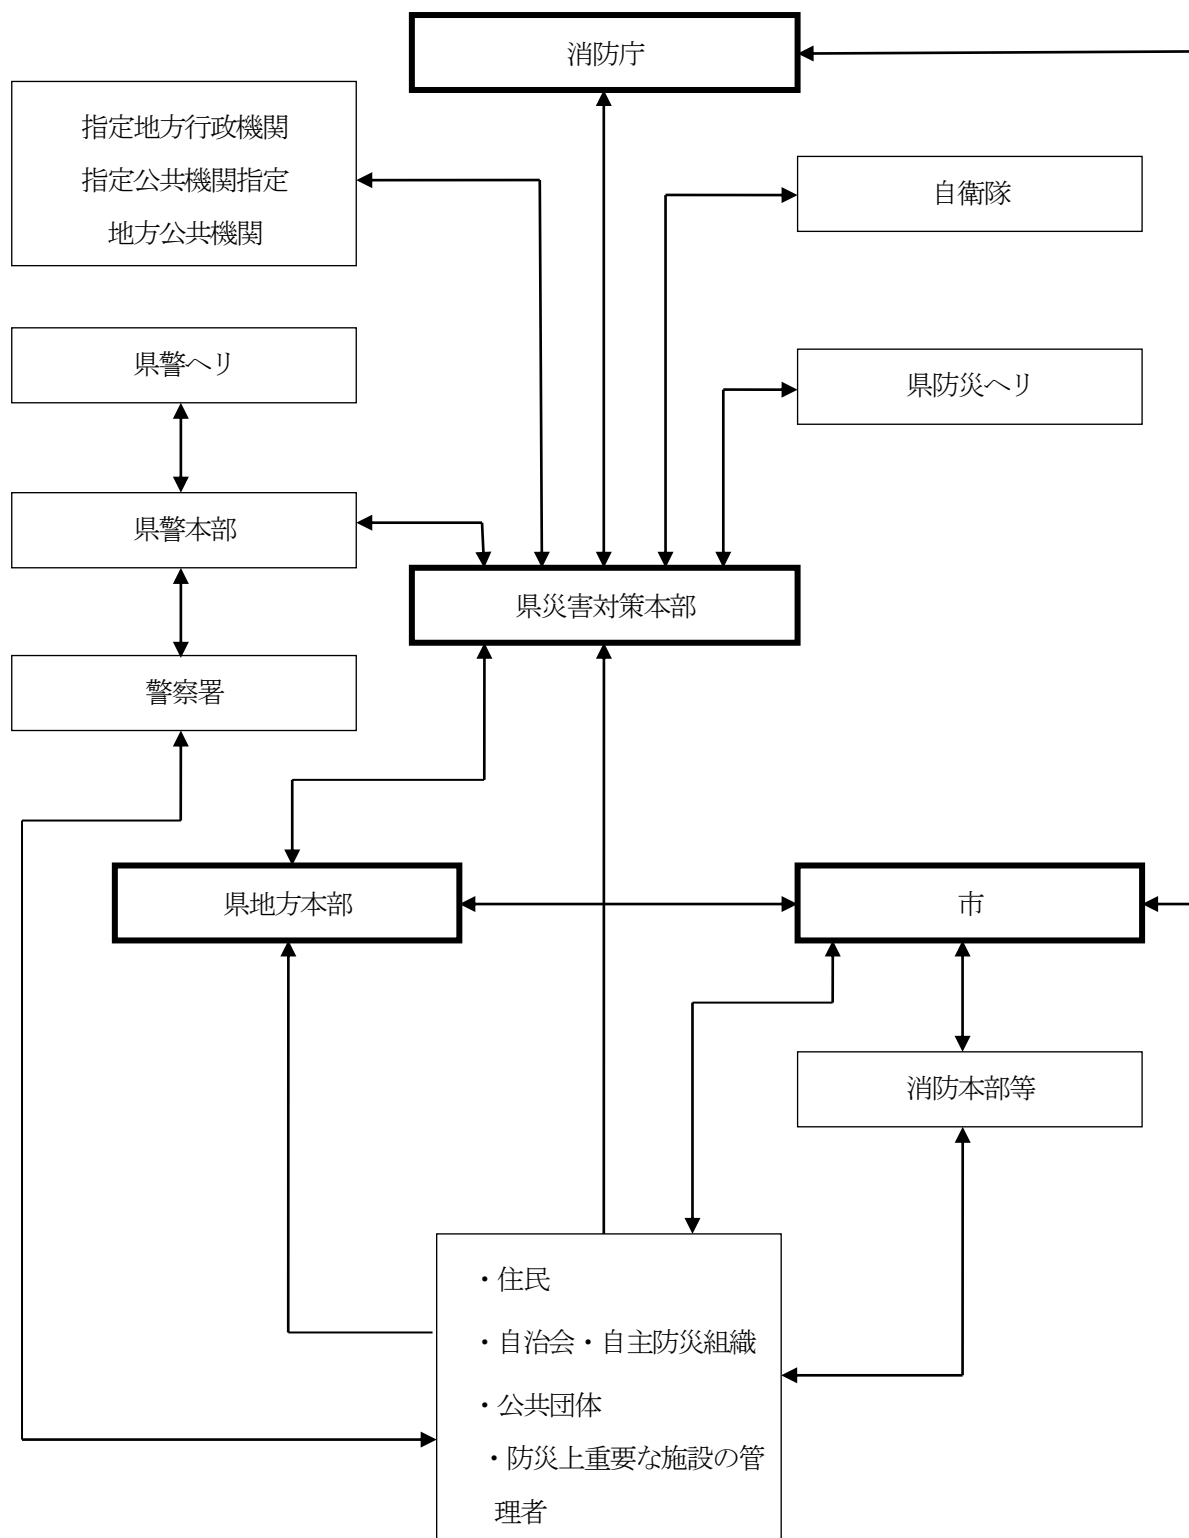 消防庁
指定地方行政機関
指定公共機関指定
地方公共機関
自衛隊
県警ヘリ
県防災ヘリ
県警本部
県災害対策本部
警察署
県地方本部
市
消防本部等
・住民
・自治会・自主防災組織
・公共団体
・防災上重要な施設の管
理者